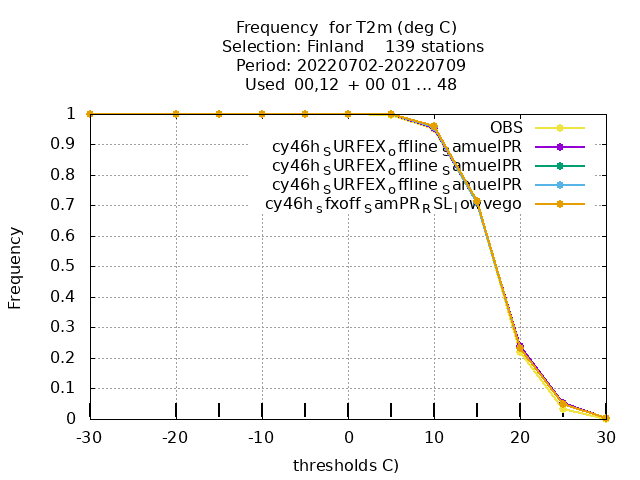 Frequency for T2m (deg C)
Selection: Finland 139 stations
Period: 20220702-20220709
Used 00,12 + 00 01 ... 48
OBS
cy46h_SURFEX_offline_SamuelPR
cy46h_SURFEX_offline_SamuelPR
cy46h_SURFEX_offline_SamuelPR
cy46h_sfxoff_SamPR_RSL_lowvego
1
0.9
0.8
0.7
0.6
0.5
0.4
0.3
0.2
0.1
0
Frequency
-30 -20 -10 0 10 20 30
thresholds C)